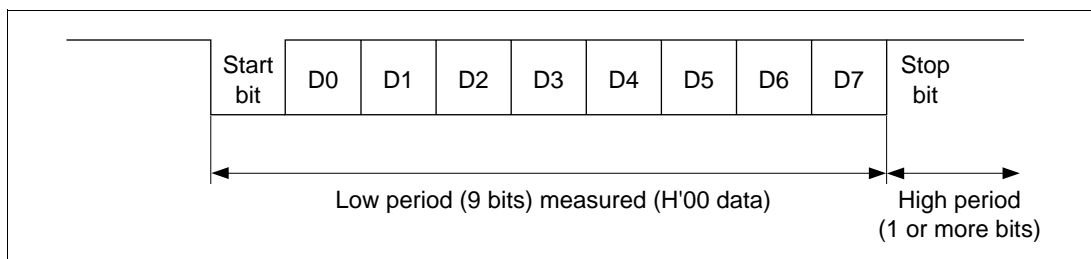 Start bit
D0 D1 D2 D3 D4 D5 D6 D7
Stop bit
Low period (9 bits) measured (H'00 data)
High period
(1 or more bits)